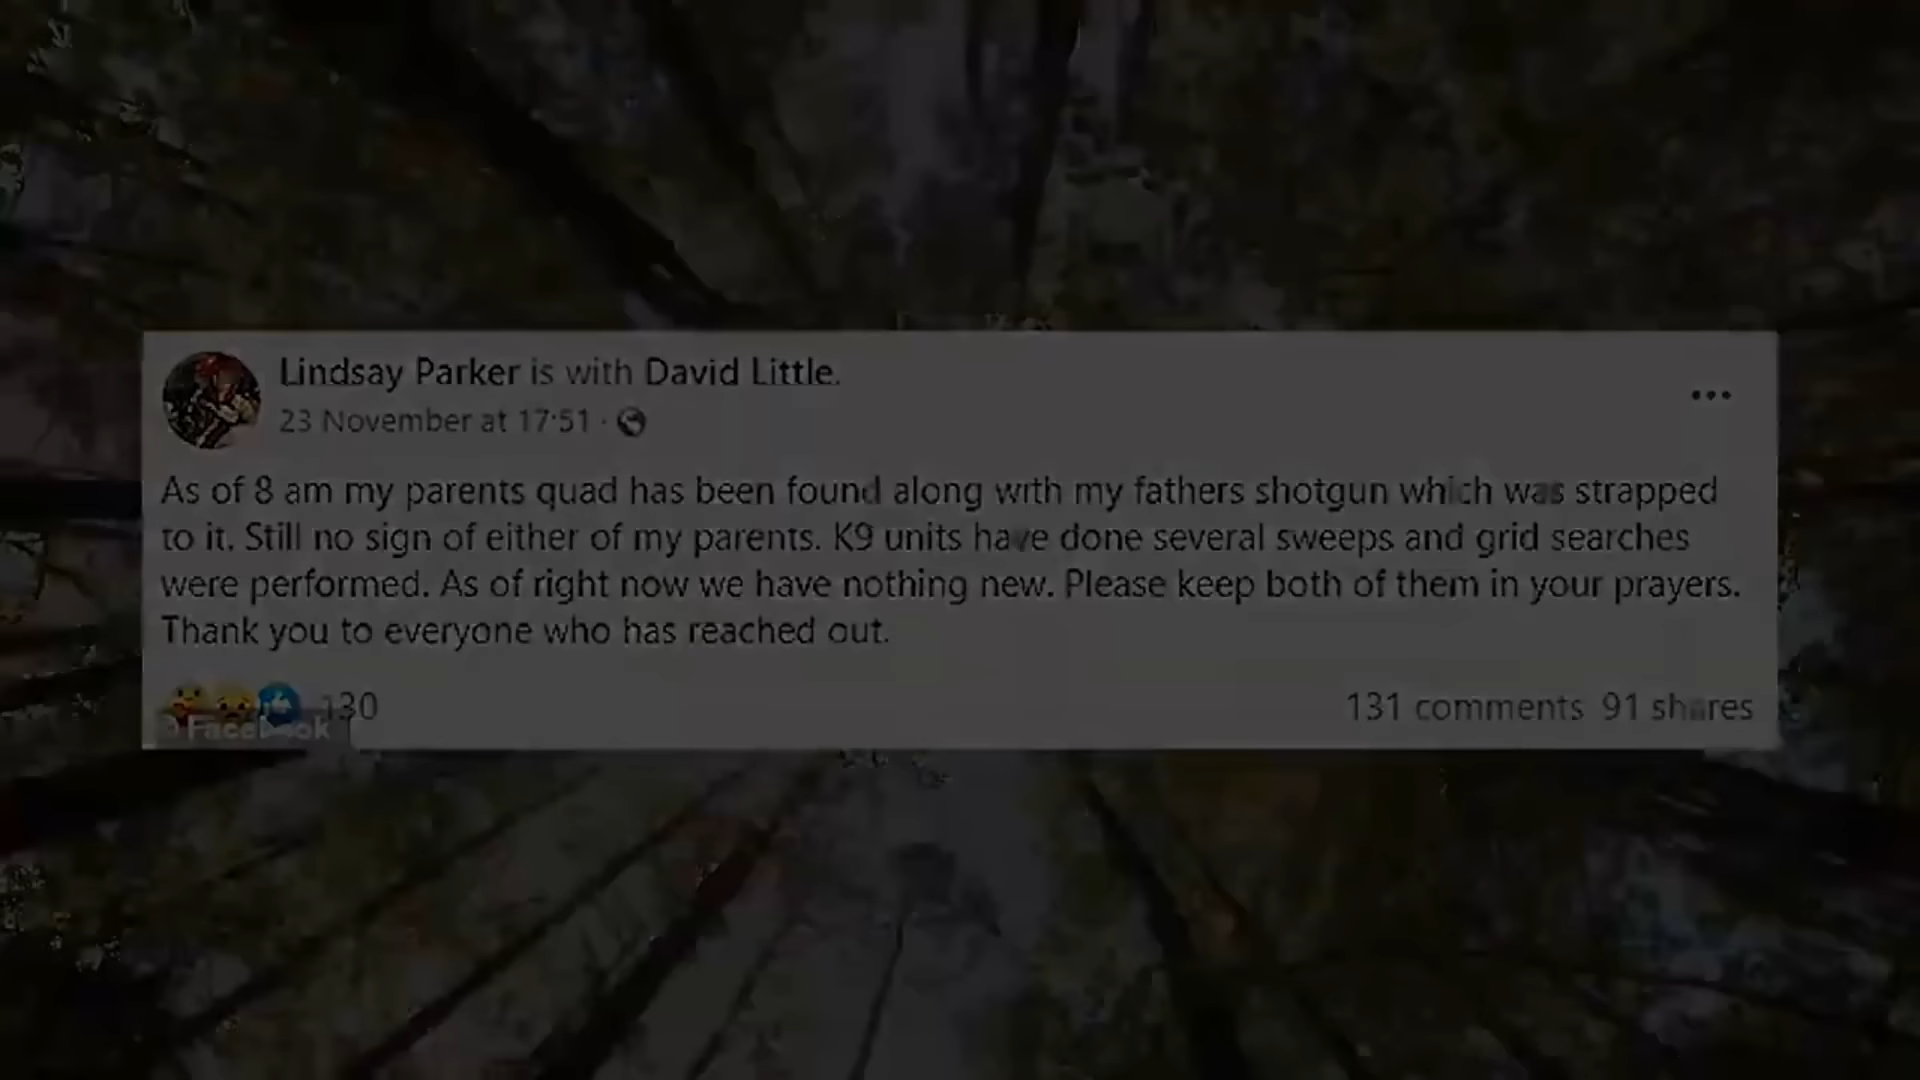 Lindsay Parker is with David Little.
23 November at 17:51 ·
As of 8 am my parents quad has been found along with my fathers shotgun which was strapped
to it. Still no sign of either of my parents. K9 units have done several sweeps and grid searches
were performed. As of right now we have nothing new. Please keep both of them in your prayers.
Thank you to everyone who has reached out.
130
131 comments 91 shares
Facebook